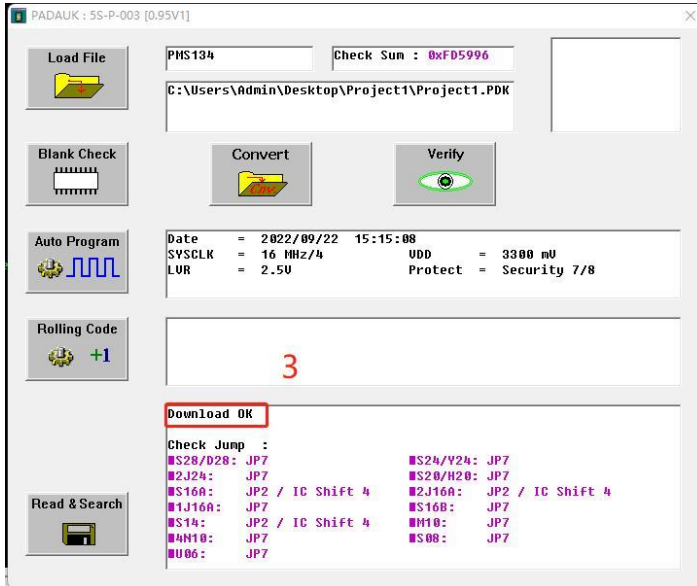 PADAUK : 5S-P-003 [0.95V1]
Load File
PMS134
Check Sum : 0xFD5996
C:\Users\Admin\Desktop\Project1\Project1.PDK
Blank Check
Convert
Cnv.
Verify
Auto Program
Date = 2022/09/22 15:15:08
SYSCLK = 16 MHz/4 VDD = 3300 mV
LVR = 2.5V Protect = Security 7/8
Rolling Code
+1
3
Download OK
Check Jump :
S28/D28: JP7 S24/Y24: JP7
2J24: JP7 S20/H20: JP7
S16A: JP2 / IC Shift 4 2J16A: JP2 / IC Shift 4
1J16A: JP7 S16B: JP7
S14: JP2 / IC Shift 4 M10: JP7
4N10: JP7 S08: JP7
U06: JP7
Read & Search